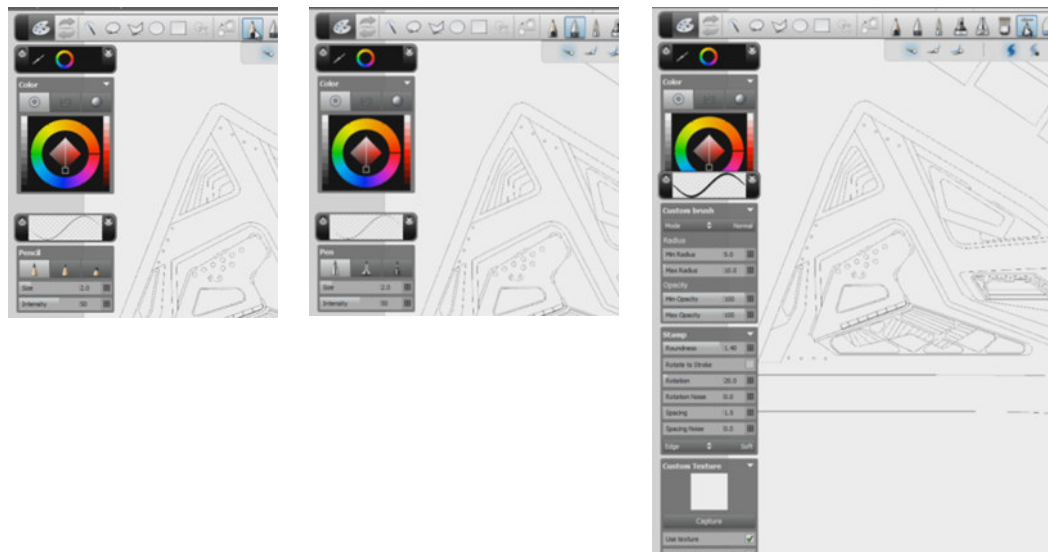 Color
Pencil
Size 2.0
Intensity 50
Color
Pen
Size 2.0
Intensity 50
Color
Custom brush
Mode Normal
Radius
Min Radius 5.0
Max Radius 10.0
Opacity
Min Opacity 100
Max Opacity 100
Stamp
Roundness 1.40
Rotate to Stroke
Rotation 20.0
Rotation Noise 0.0
Spacing 1.5
Spacing Noise 0.0
Edge Soft
Custom Texture
Capture
Use texture